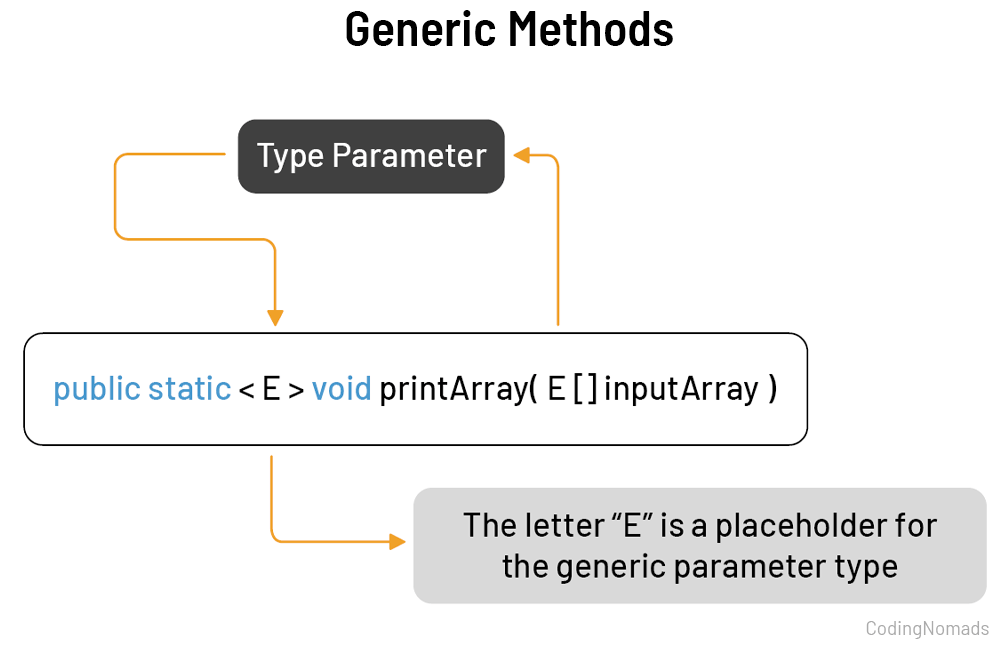 Generic Methods
Type Parameter
public static < E > void printArray( E [ ] inputArray )
The letter “E” is a placeholder for
the generic parameter type
CodingNomads